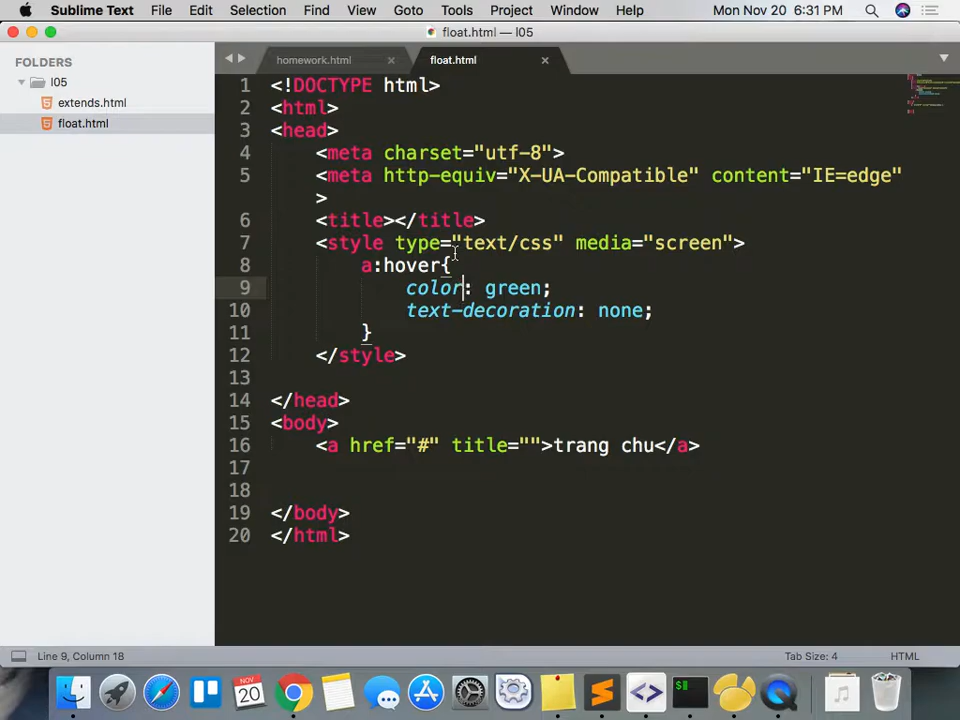 Sublime Text File Edit Selection Find View Goto Tools Project Window Help Mon Nov 20 6:31 PM
float.html — l05
FOLDERS
l05
extends.html
float.html
homework.html × float.html ×
1 <!DOCTYPE html>
2 <html>
3 <head>
4 <meta charset="utf-8">
5 <meta http-equiv="X-UA-Compatible" content="IE=edge"
>
6 <title></title>
7 <style type="text/css" media="screen">
8 a:hover{
9 color: green;
10 text-decoration: none;
11 }
12 </style>
13
14 </head>
15 <body>
16 <a href="#" title="">trang chu</a>
17
18
19 </body>
20 </html>
Line 9, Column 18 Tab Size: 4 HTML
NOV
20